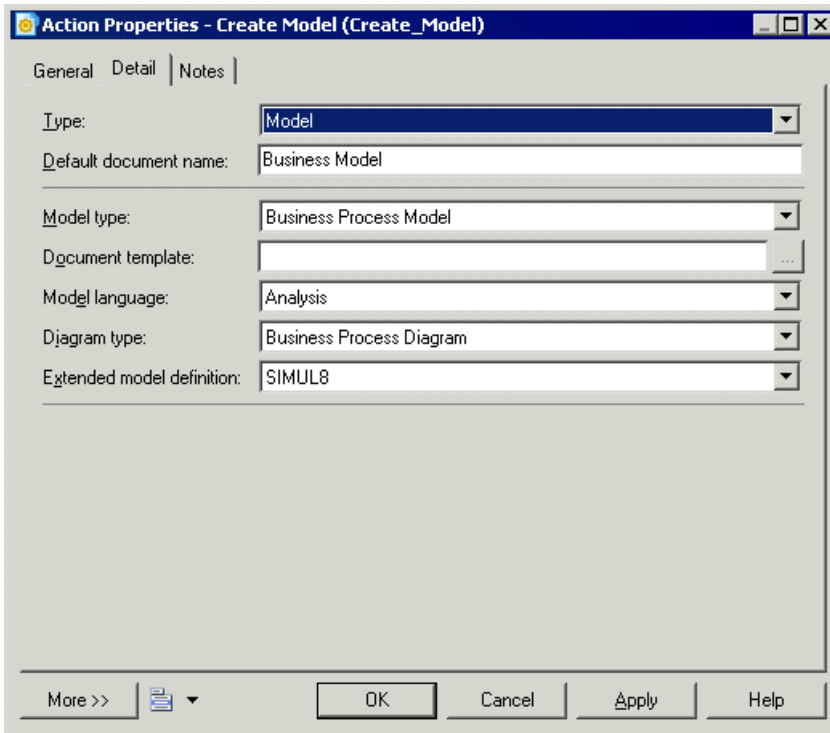 Action Properties - Create Model (Create_Model)
General Detail Notes
Type: Model
Default document name: Business Model
Model type: Business Process Model
Document template: ...
Model language: Analysis
Diagram type: Business Process Diagram
Extended model definition: SIMUL8
More >> OK Cancel Apply Help